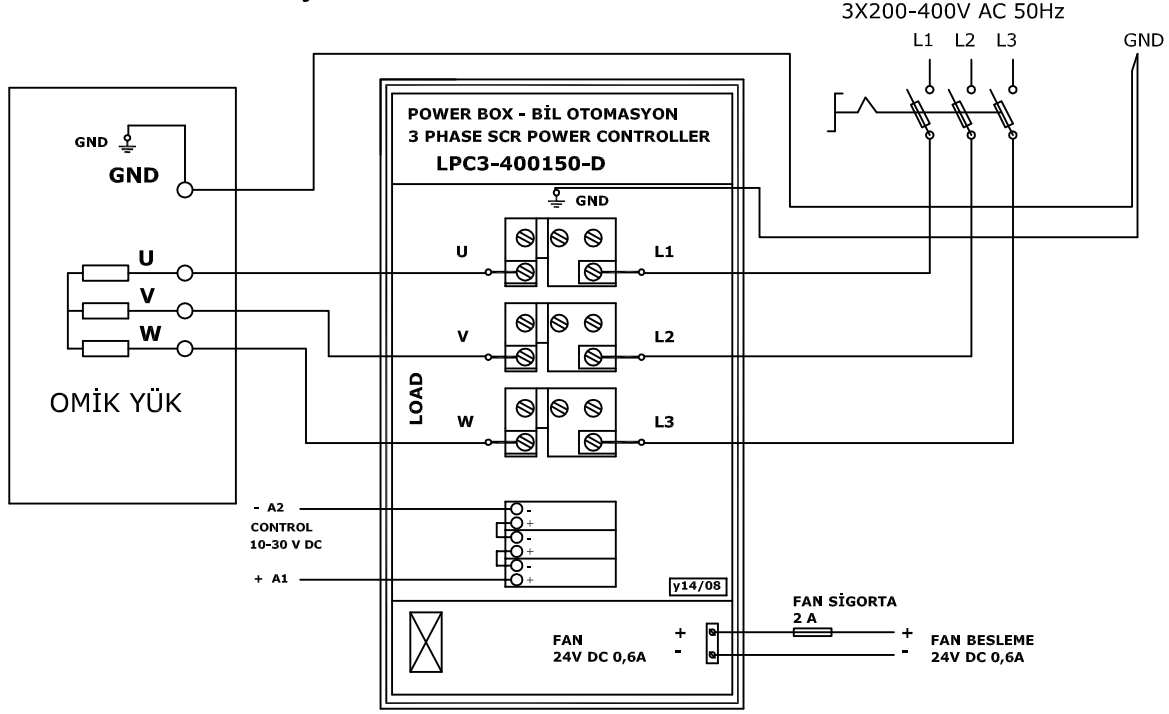 3X200-400V AC 50Hz
L1 L2 L3 GND
POWER BOX - BİL OTOMASYON
3 PHASE SCR POWER CONTROLLER
LPC3-400150-D
GND
GND
GND
U L1
U
V
V L2
W
OMİK YÜK
LOAD
W L3
- A2
CONTROL
10-30 V DC
+ A1
-
+
-
+
-
+
y14/08
FAN SİGORTA
2 A
FAN
24V DC 0,6A
+
-
+
-
FAN BESLEME
24V DC 0,6A